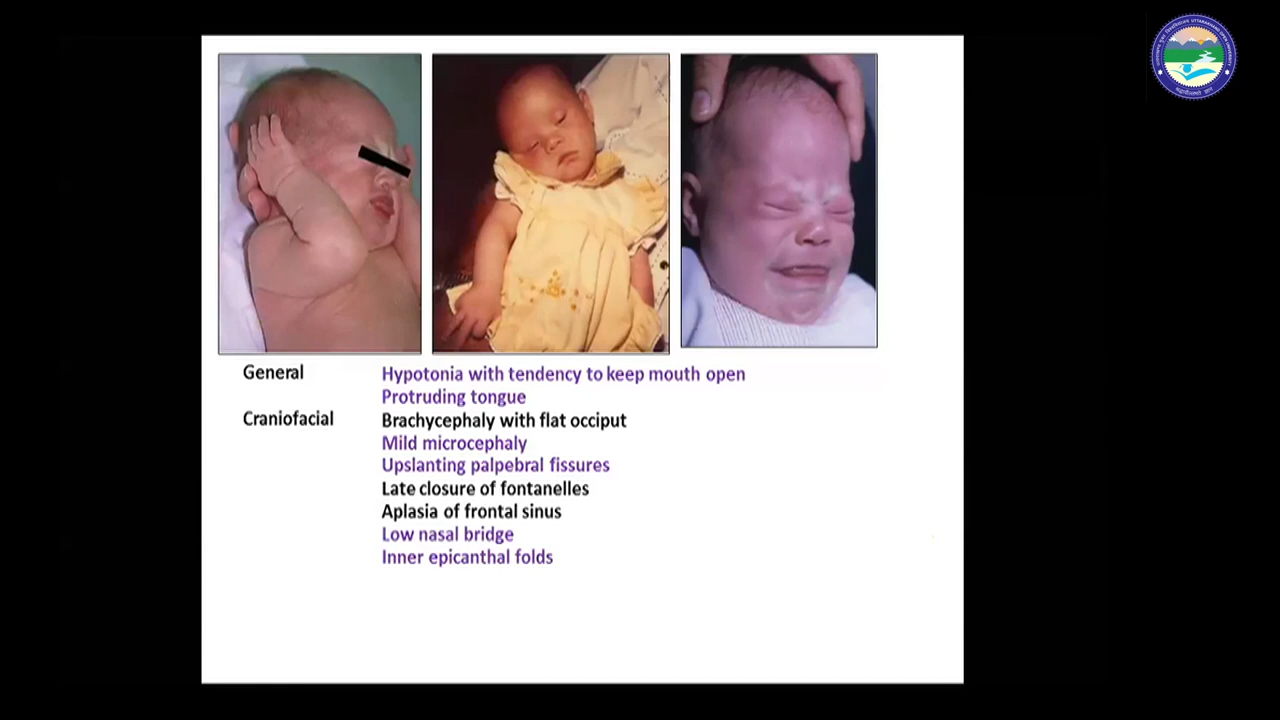 General
Hypotonia with tendency to keep mouth open
Protruding tongue
Craniofacial
Brachycephaly with flat occiput
Mild microcephaly
Upslanting palpebral fissures
Late closure of fontanelles
Aplasia of frontal sinus
Low nasal bridge
Inner epicanthal folds